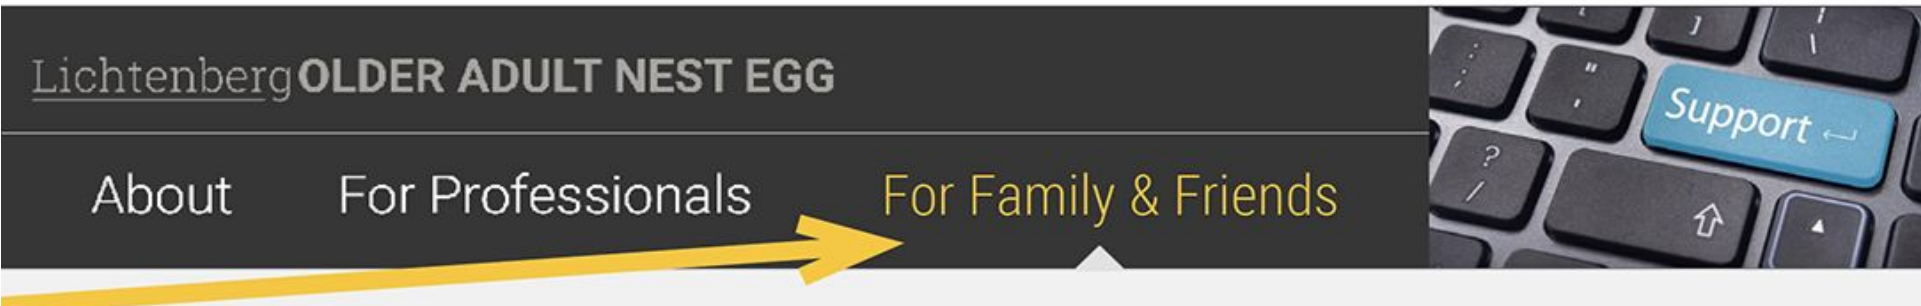 Lichtenberg OLDER ADULT NEST EGG
About For Professionals For Family & Friends
Support